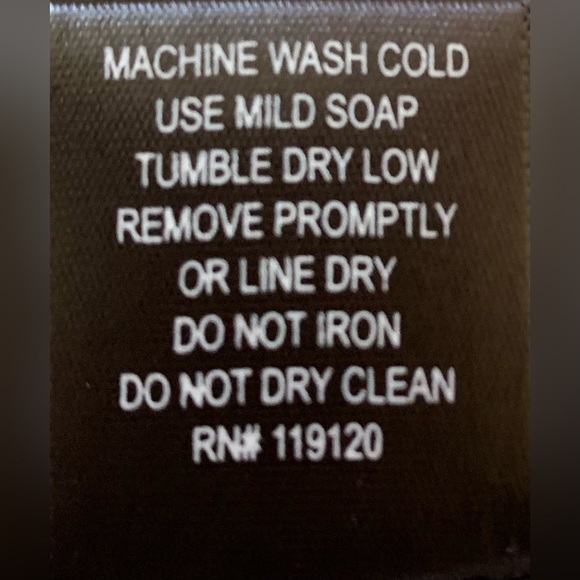 MACHINE WASH COLD
USE MILD SOAP
TUMBLE DRY LOW
REMOVE PROMPTLY
OR LINE DRY
DO NOT IRON
DO NOT DRY CLEAN
RN# 119120